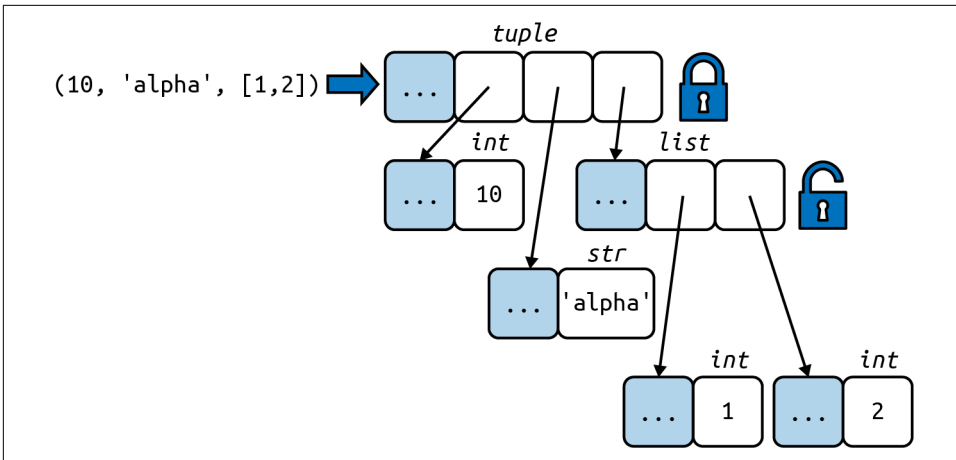 tuple
(10, 'alpha', [1,2])
...
int
list
... 10
...
str
... 'alpha'
int
int
... 1
... 2